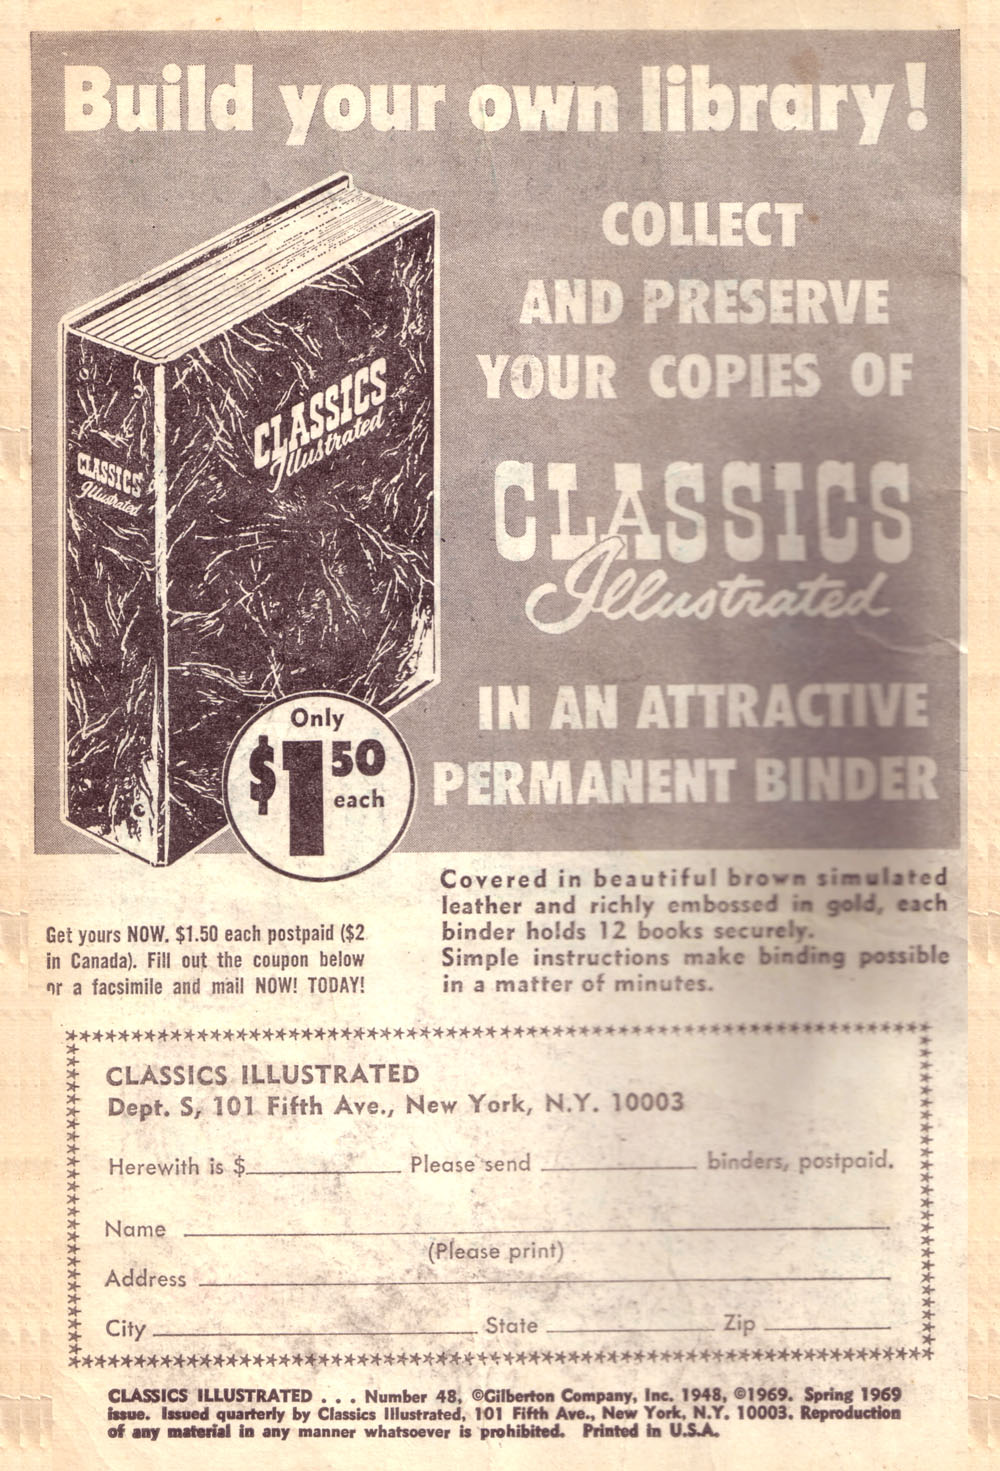 Build your own library!
COLLECT
AND PRESERVE
YOUR COPIES OF
CLASSICS
Illustrated
IN AN ATTRACTIVE
PERMANENT BINDER
CLASSICS
Illustrated
CLASSICS
Illustrated
Only
$1.50
each
Covered in beautiful brown simulated
leather and richly embossed in gold, each
binder holds 12 books securely.
Simple instructions make binding possible
in a matter of minutes.
Get yours NOW. $1.50 each postpaid ($2
in Canada). Fill out the coupon below
or a facsimile and mail NOW! TODAY!
CLASSICS ILLUSTRATED
Dept. S, 101 Fifth Ave., New York, N.Y. 10003
Herewith is $ Please send binders, postpaid.
Name
(Please print)
Address
City State Zip
CLASSICS ILLUSTRATED . . . Number 48, ©Gilberton Company, Inc. 1948, ©1969. Spring 1969
issue. Issued quarterly by Classics Illustrated, 101 Fifth Ave., New York, N.Y. 10003. Reproduction
of any material in any manner whatsoever is prohibited. Printed in U.S.A.